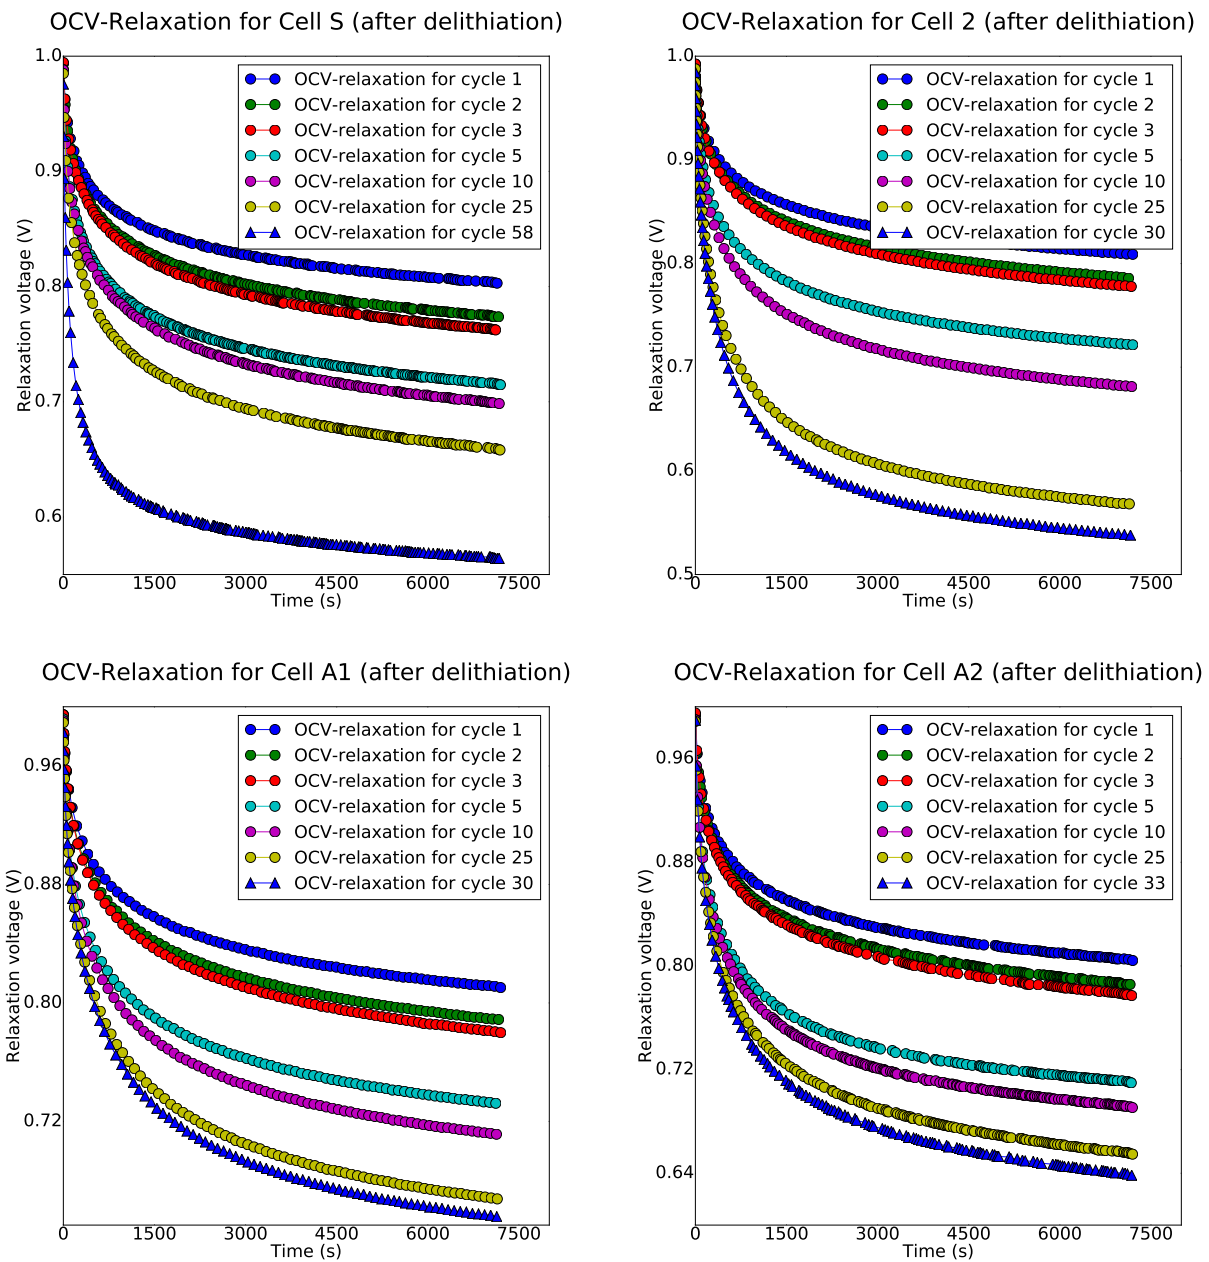 OCV-Relaxation for Cell S (after delithiation)
1.0
0.9
0.8
0.7
0.6
Relaxation voltage (V)
OCV-relaxation for cycle 1
OCV-relaxation for cycle 2
OCV-relaxation for cycle 3
OCV-relaxation for cycle 5
OCV-relaxation for cycle 10
OCV-relaxation for cycle 25
OCV-relaxation for cycle 58
0 1500 3000 4500 6000 7500
Time (s)
OCV-Relaxation for Cell 2 (after delithiation)
1.0
0.9
0.8
0.7
0.6
0.5
Relaxation voltage (V)
OCV-relaxation for cycle 1
OCV-relaxation for cycle 2
OCV-relaxation for cycle 3
OCV-relaxation for cycle 5
OCV-relaxation for cycle 10
OCV-relaxation for cycle 25
OCV-relaxation for cycle 30
0 1500 3000 4500 6000 7500
Time (s)
OCV-Relaxation for Cell A1 (after delithiation)
0.96
0.88
0.80
0.72
Relaxation voltage (V)
OCV-relaxation for cycle 1
OCV-relaxation for cycle 2
OCV-relaxation for cycle 3
OCV-relaxation for cycle 5
OCV-relaxation for cycle 10
OCV-relaxation for cycle 25
OCV-relaxation for cycle 30
0 1500 3000 4500 6000 7500
Time (s)
OCV-Relaxation for Cell A2 (after delithiation)
0.96
0.88
0.80
0.72
0.64
Relaxation voltage (V)
OCV-relaxation for cycle 1
OCV-relaxation for cycle 2
OCV-relaxation for cycle 3
OCV-relaxation for cycle 5
OCV-relaxation for cycle 10
OCV-relaxation for cycle 25
OCV-relaxation for cycle 33
0 1500 3000 4500 6000 7500
Time (s)